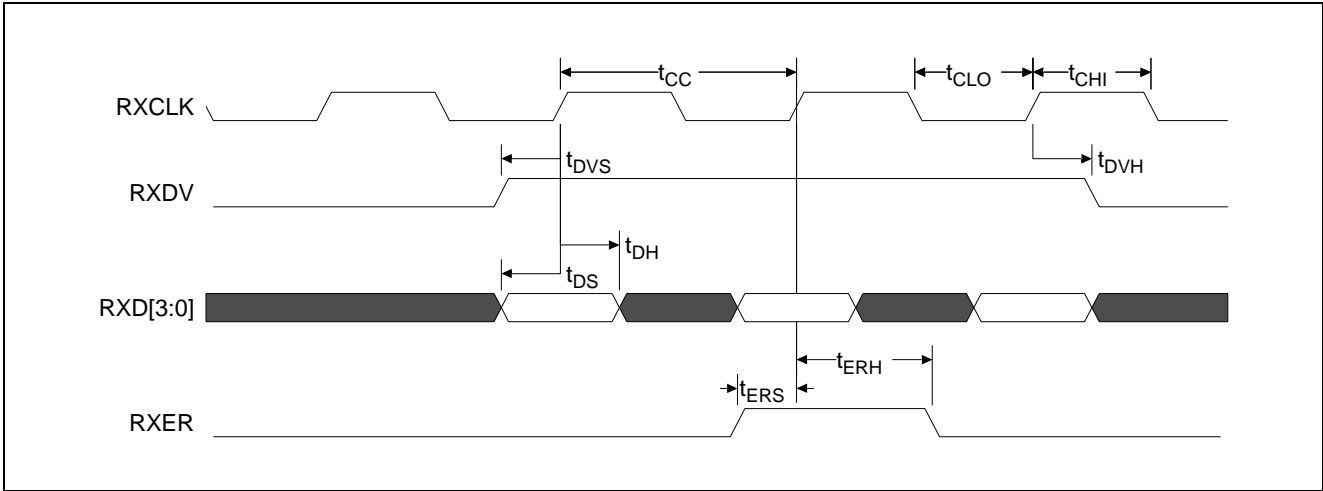 tCC
tCLO
tCHI
RXCLK
tDVS
tDVH
RXDV
tDH
tDS
RXD[3:0]
tERH
tERS
RXER